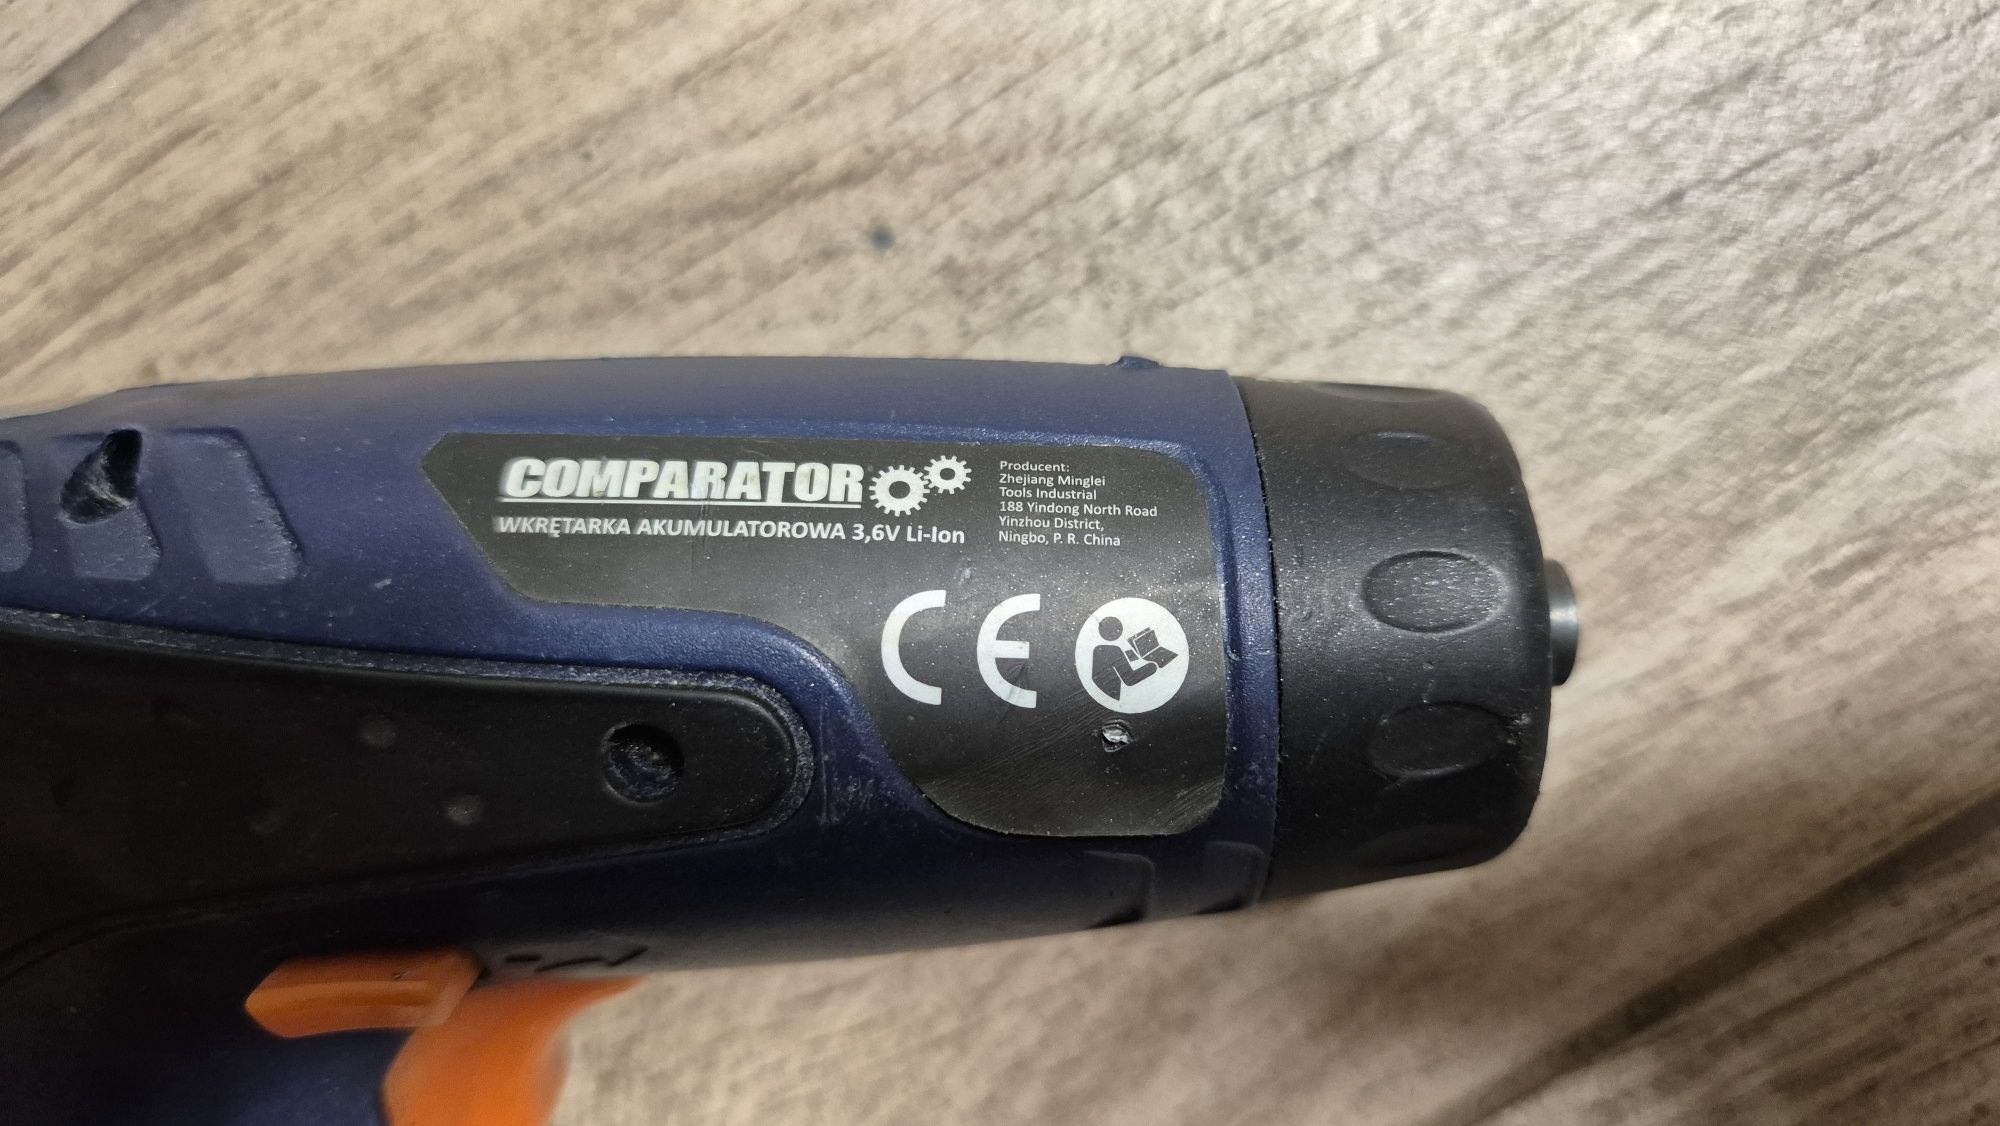 COMPARATOR
WKRĘTARKA AKUMULATOROWA 3,6V Li-Ion
Producent:
Zhejiang Minglei
Tools Industrial
188 Yindong North Road
Yinzhou District,
Ningbo, P. R. China
CE